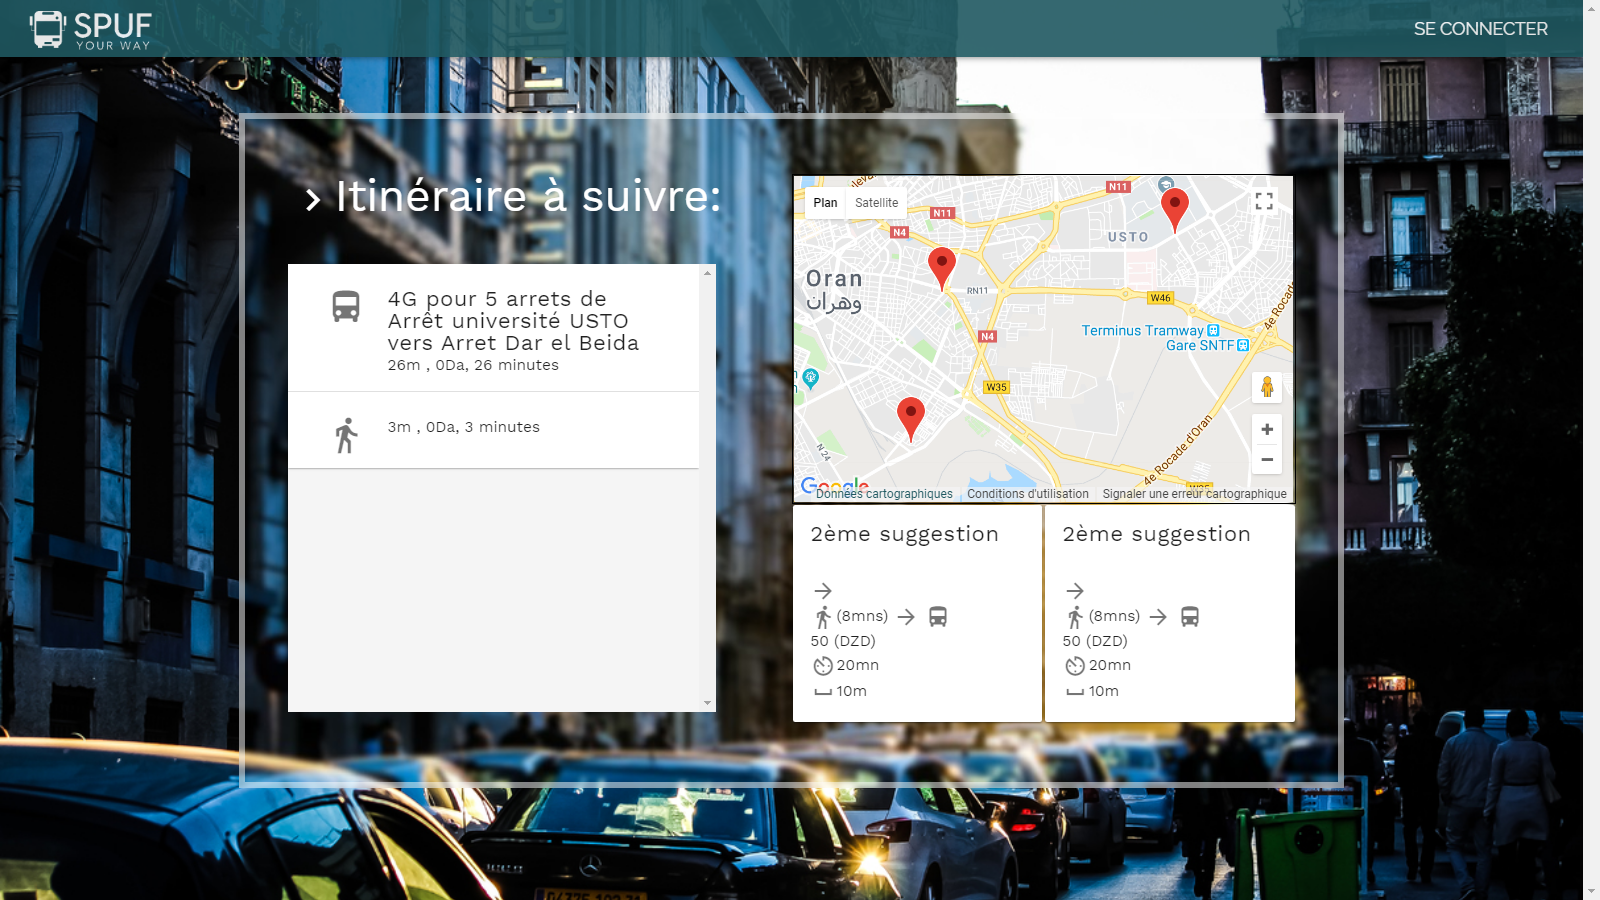 SPUF
YOUR WAY
SE CONNECTER
Itinéraire à suivre:
4G pour 5 arrets de
Arrêt université USTO
vers Arret Dar el Beida
26m , 0Da, 26 minutes
3m , 0Da, 3 minutes
Plan
Satellite
N11
N11
N4
USTO
Oran
وهران
RN11
W46
4e Rocade
Terminus Tramway
Gare SNTF
N4
W35
N 24
4e Rocade d'Oran
W35
Google
Données cartographiques
Conditions d'utilisation
Signaler une erreur cartographique
2ème suggestion
(8mns)
50 (DZD)
20mn
10m
2ème suggestion
(8mns)
50 (DZD)
20mn
10m